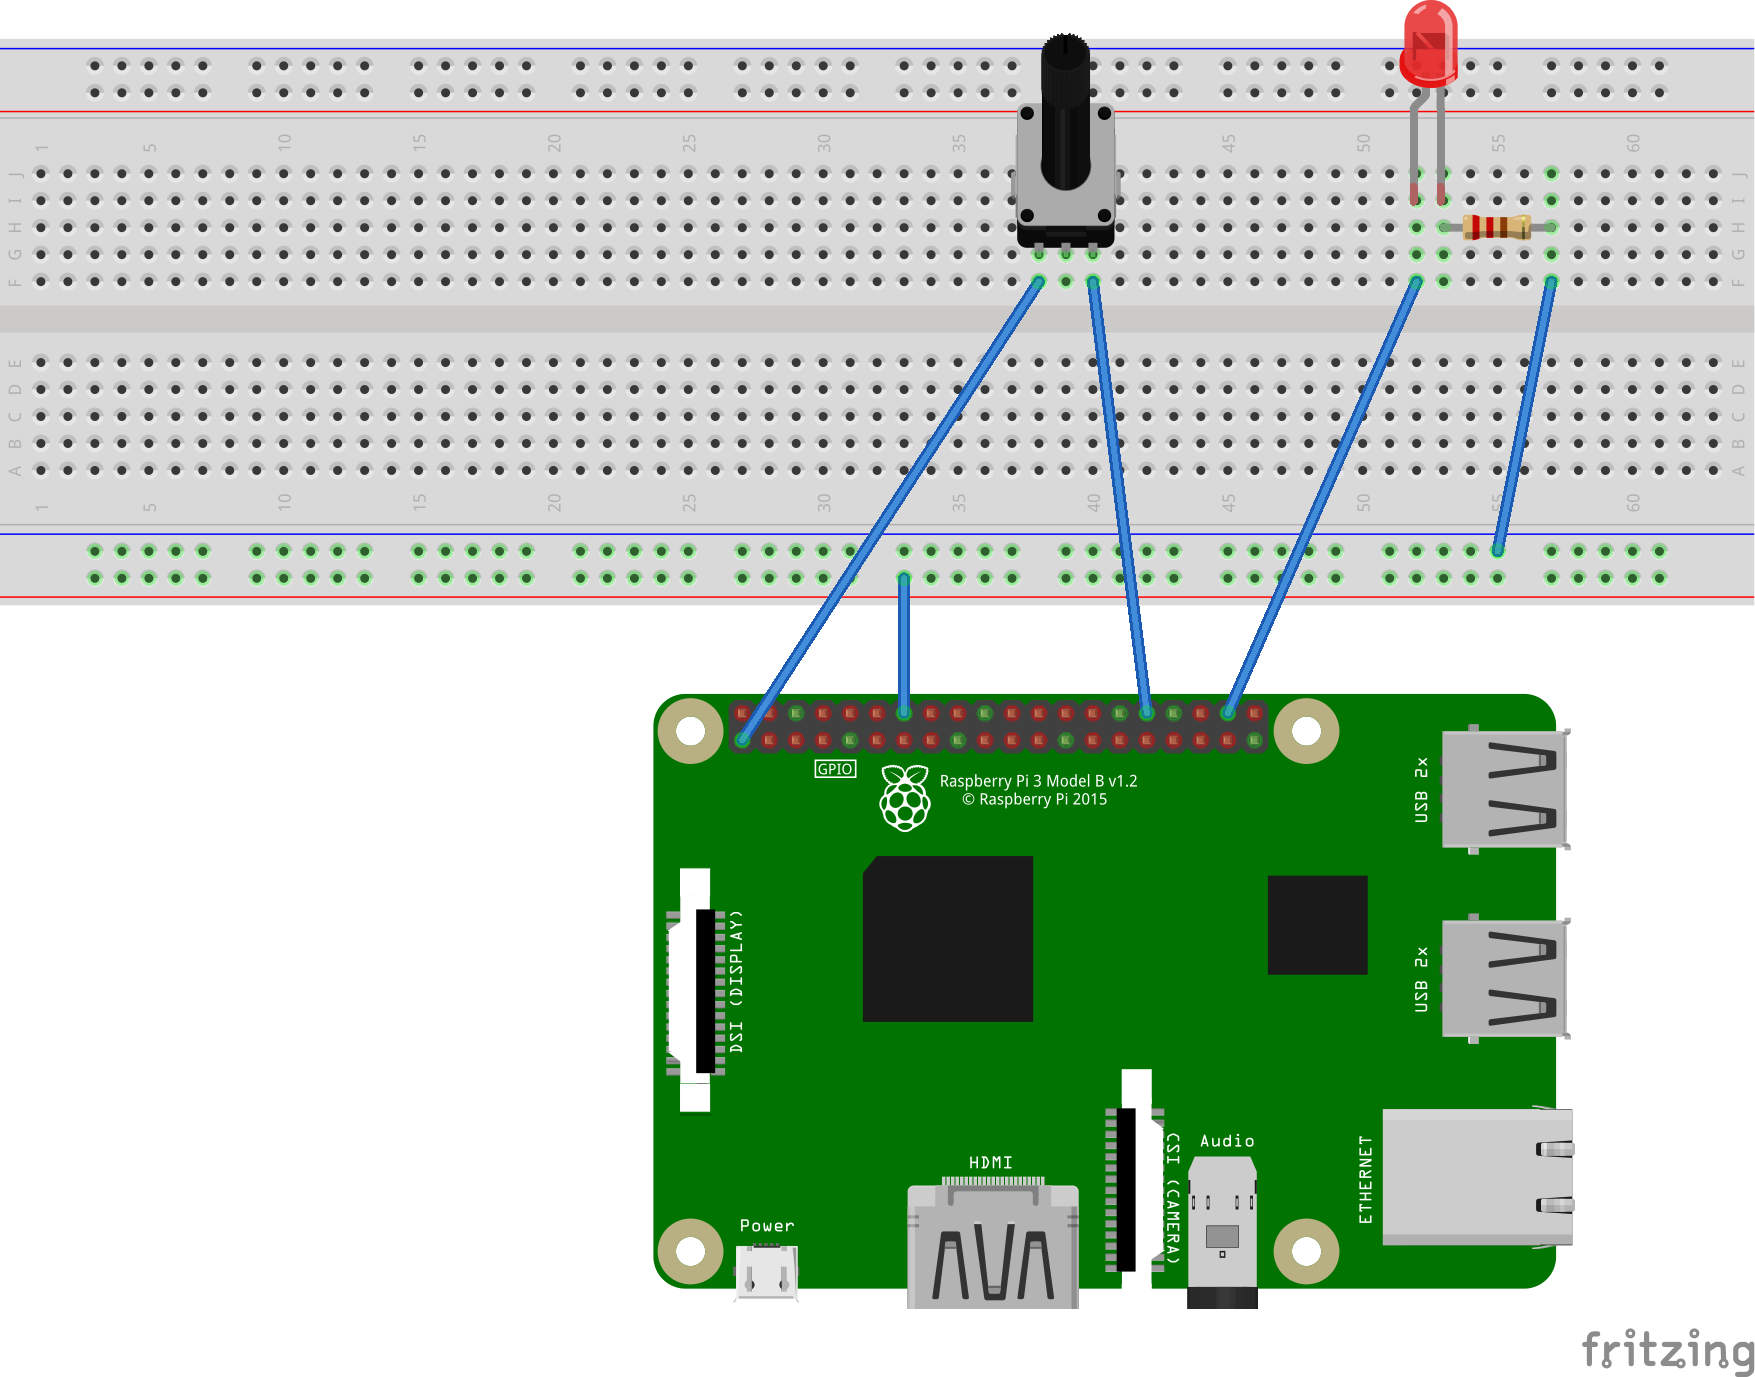 1 5 10 15 20 25 30 35 45 50 55 60
J J
I I
H H
G G
F F
E E
D D
C C
B B
A A
1 5 10 15 20 25 30 35 40 45 50 55 60
GPIO
Raspberry Pi 3 Model B v1.2
© Raspberry Pi 2015
USB 2x
USB 2x
DSI (DISPLAY)
CSI (CAMERA)
Audio
ETHERNET
HDMI
Power
fritzing